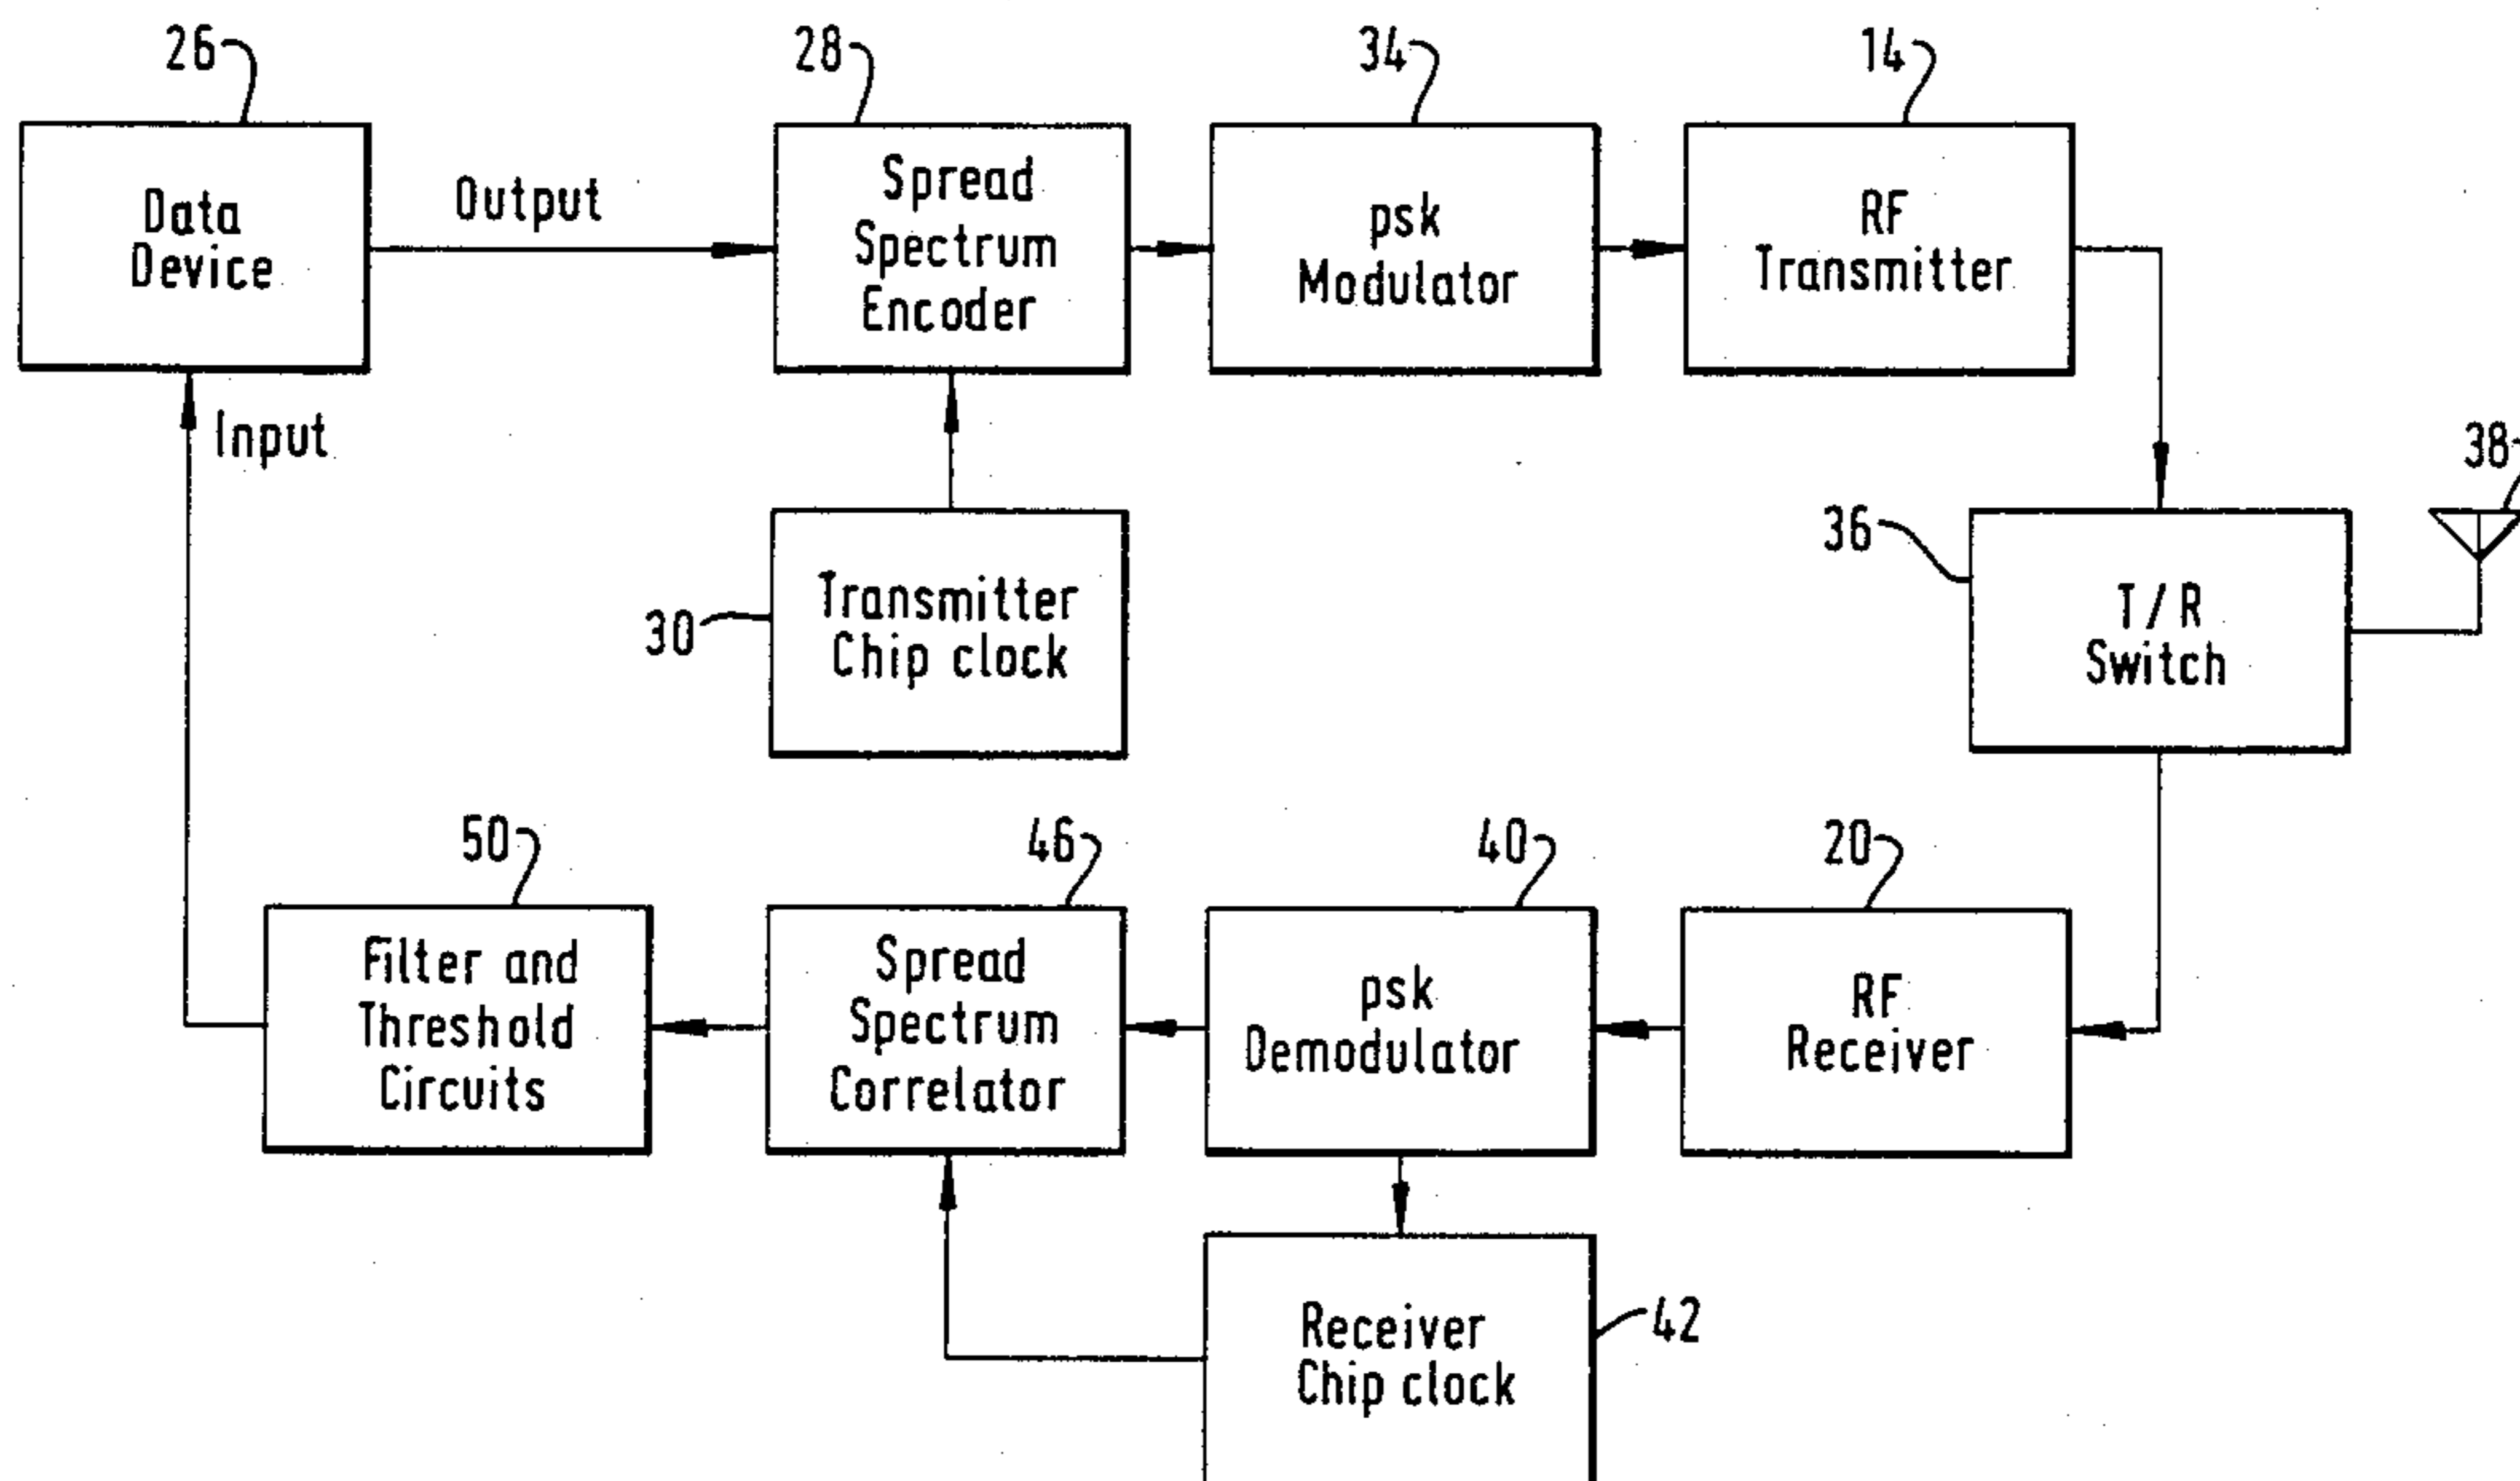 26
28
34
14
Data
Device
Output
Spread
Spectrum
Encoder
psk
Modulator
RF
Transmitter
Input
38
36
T/R
Switch
30
Transmitter
Chip clock
50
46
40
20
Filter and
Threshold
Circuits
Spread
Spectrum
Correlator
psk
Demodulator
RF
Receiver
42
Receiver
Chip clock